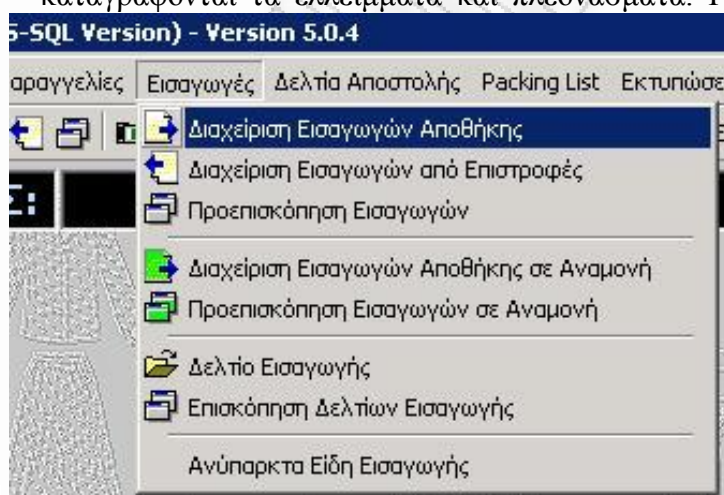 καταγράφονται τα ελλείμματα και πλεονάσματα.
S-SQL Version) - Version 5.0.4
αραγγελίες Εισαγωγές Δελτία Αποστολής Packing List Εκτυπώσε
Σ:
Διαχείριση Εισαγωγών Αποθήκης
Διαχείριση Εισαγωγών από Επιστροφές
Προεπισκόπηση Εισαγωγών
Διαχείριση Εισαγωγών Αποθήκης σε Αναμονή
Προεπισκόπηση Εισαγωγών σε Αναμονή
Δελτίο Εισαγωγής
Επισκόπηση Δελτίων Εισαγωγής
Ανύπαρκτα Είδη Εισαγωγής